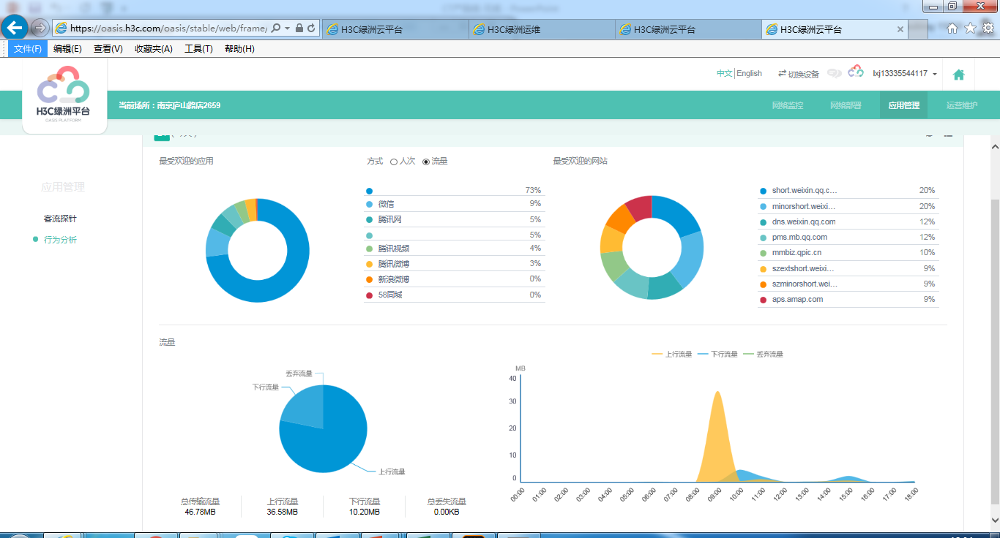 https://oasis.h3c.com/oasis/stable/web/frame/
H3C绿洲云平台
H3C绿洲运维
H3C绿洲云平台
H3C绿洲云平台
文件(F) 编辑(E) 查看(V) 收藏夹(A) 工具(T) 帮助(H)
中文 English 切换设备 lxj13335544117
H3C绿洲平台
OASIS PLATFORM
当前场所：南京庐山路店2659
网络监控 网络部署 应用管理 运营维护
应用管理
客流探针
行为分析
最受欢迎的应用
方式 人次 流量
73%
微信 9%
腾讯网 5%
5%
腾讯视频 4%
腾讯微博 3%
新浪微博 0%
58同城 0%
最受欢迎的网站
short.weixin.qq.c... 20%
minorshort.weixi... 20%
dns.weixin.qq.com 12%
pms.mb.qq.com 12%
mmbiz.qpic.cn 10%
szextshort.weixi... 9%
szminorshort.wei... 9%
aps.amap.com 9%
流量
丢弃流量
下行流量
上行流量
总传输流量 上行流量 下行流量 总丢失流量
46.78MB 36.58MB 10.20MB 0.00KB
上行流量 下行流量 丢弃流量
MB
40
30
20
10
0
00:00 01:00 02:00 03:00 04:00 05:00 06:00 07:00 08:00 09:00 10:00 11:00 12:00 13:00 14:00 15:00 16:00 17:00 18:00